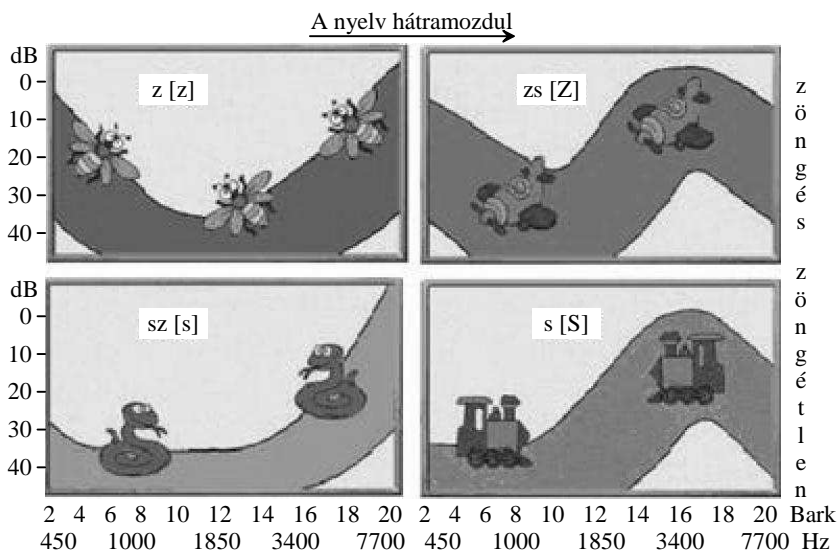 A nyelv hátramozdul
dB
0
10
20
30
40
z [z]
zs [Z]
zöngés
dB
0
10
20
30
40
sz [s]
s [S]
zöngétlen
2 4 6 8 10 12 14 16 18 20 2 4 6 8 10 12 14 16 18 20 Bark
450 1000 1850 3400 7700 450 1000 1850 3400 7700 Hz